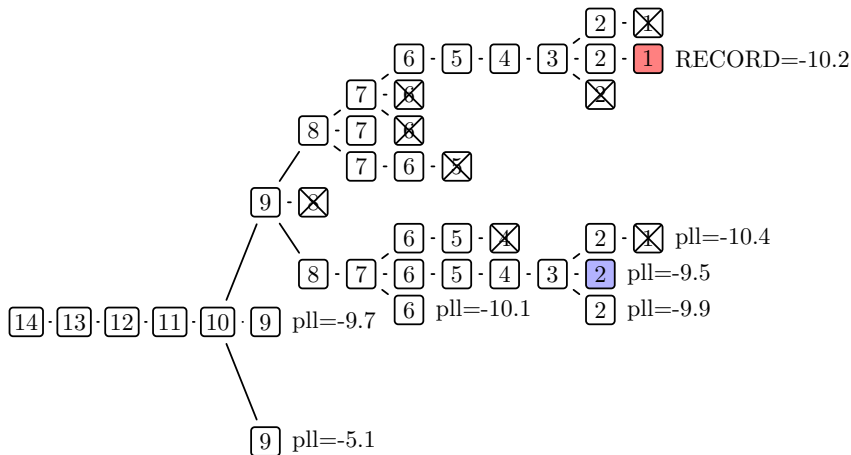 2 1
6 5 4 3 2 1 RECORD=-10.2
7 6 2
8 7 6
7 6 5
9 8
6 5 4 2 1 pll=-10.4
8 7 6 5 4 3 2 pll=-9.5
6 pll=-10.1 2 pll=-9.9
14 13 12 11 10 9 pll=-9.7
9 pll=-5.1